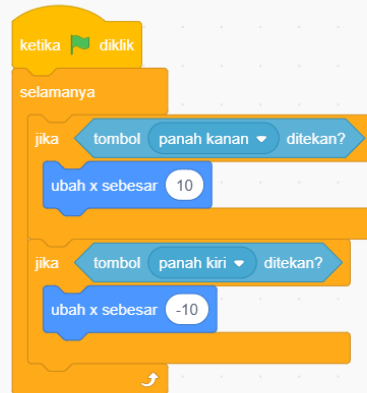 ketika diklik
selamanya
jika tombol panah kanan ditekan?
ubah x sebesar 10
jika tombol panah kiri ditekan?
ubah x sebesar -10